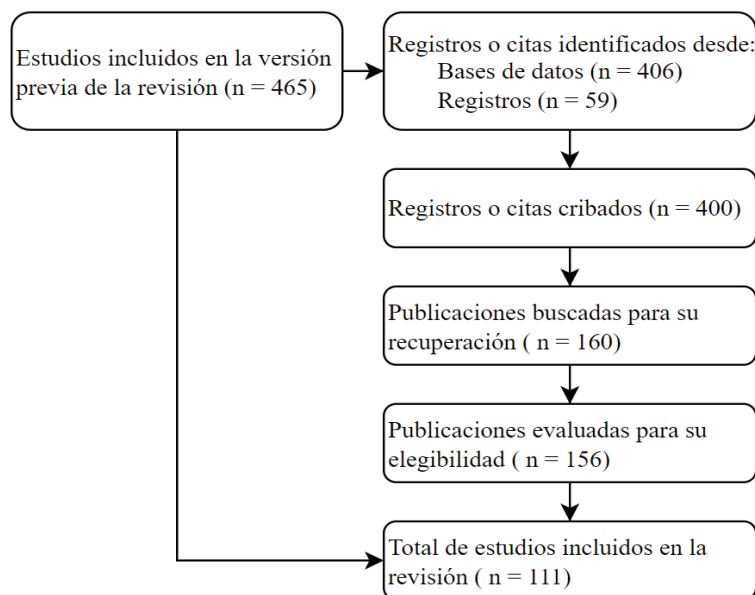 Estudios incluidos en la versión
previa de la revisión (n = 465)
Registros o citas identificados desde:
Bases de datos (n = 406)
Registros (n = 59)
Registros o citas cribados (n = 400)
Publicaciones buscadas para su
recuperación ( n = 160)
Publicaciones evaluadas para su
elegibilidad ( n = 156)
Total de estudios incluidos en la
revisión ( n = 111)